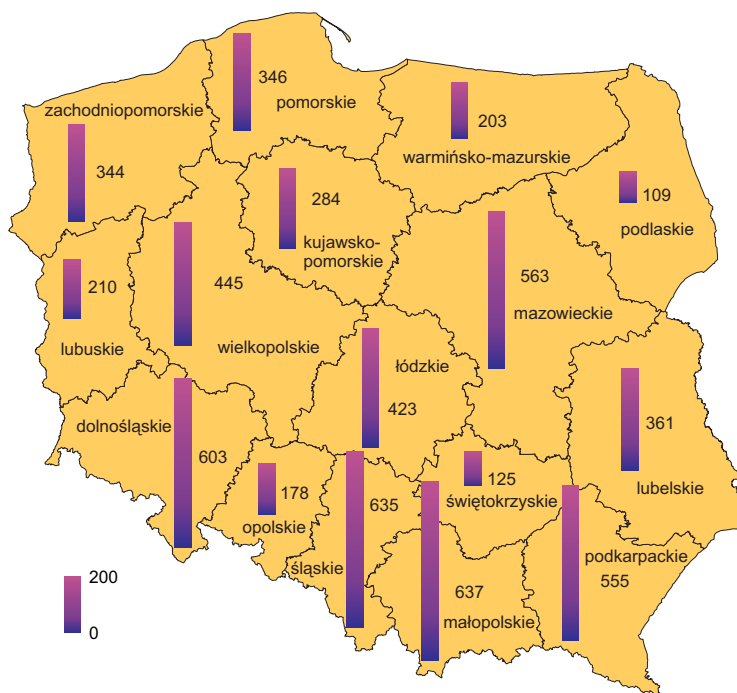 346
pomorskie
zachodniopomorskie
344
203
warmińsko-mazurskie
109
podlaskie
284
kujawsko-
pomorskie
210
lubuskie
445
wielkopolskie
563
mazowieckie
łódzkie
423
dolnośląskie
603
361
lubelskie
178
opolskie
635
śląskie
125
świętokrzyskie
podkarpackie
555
637
małopolskie
200
0